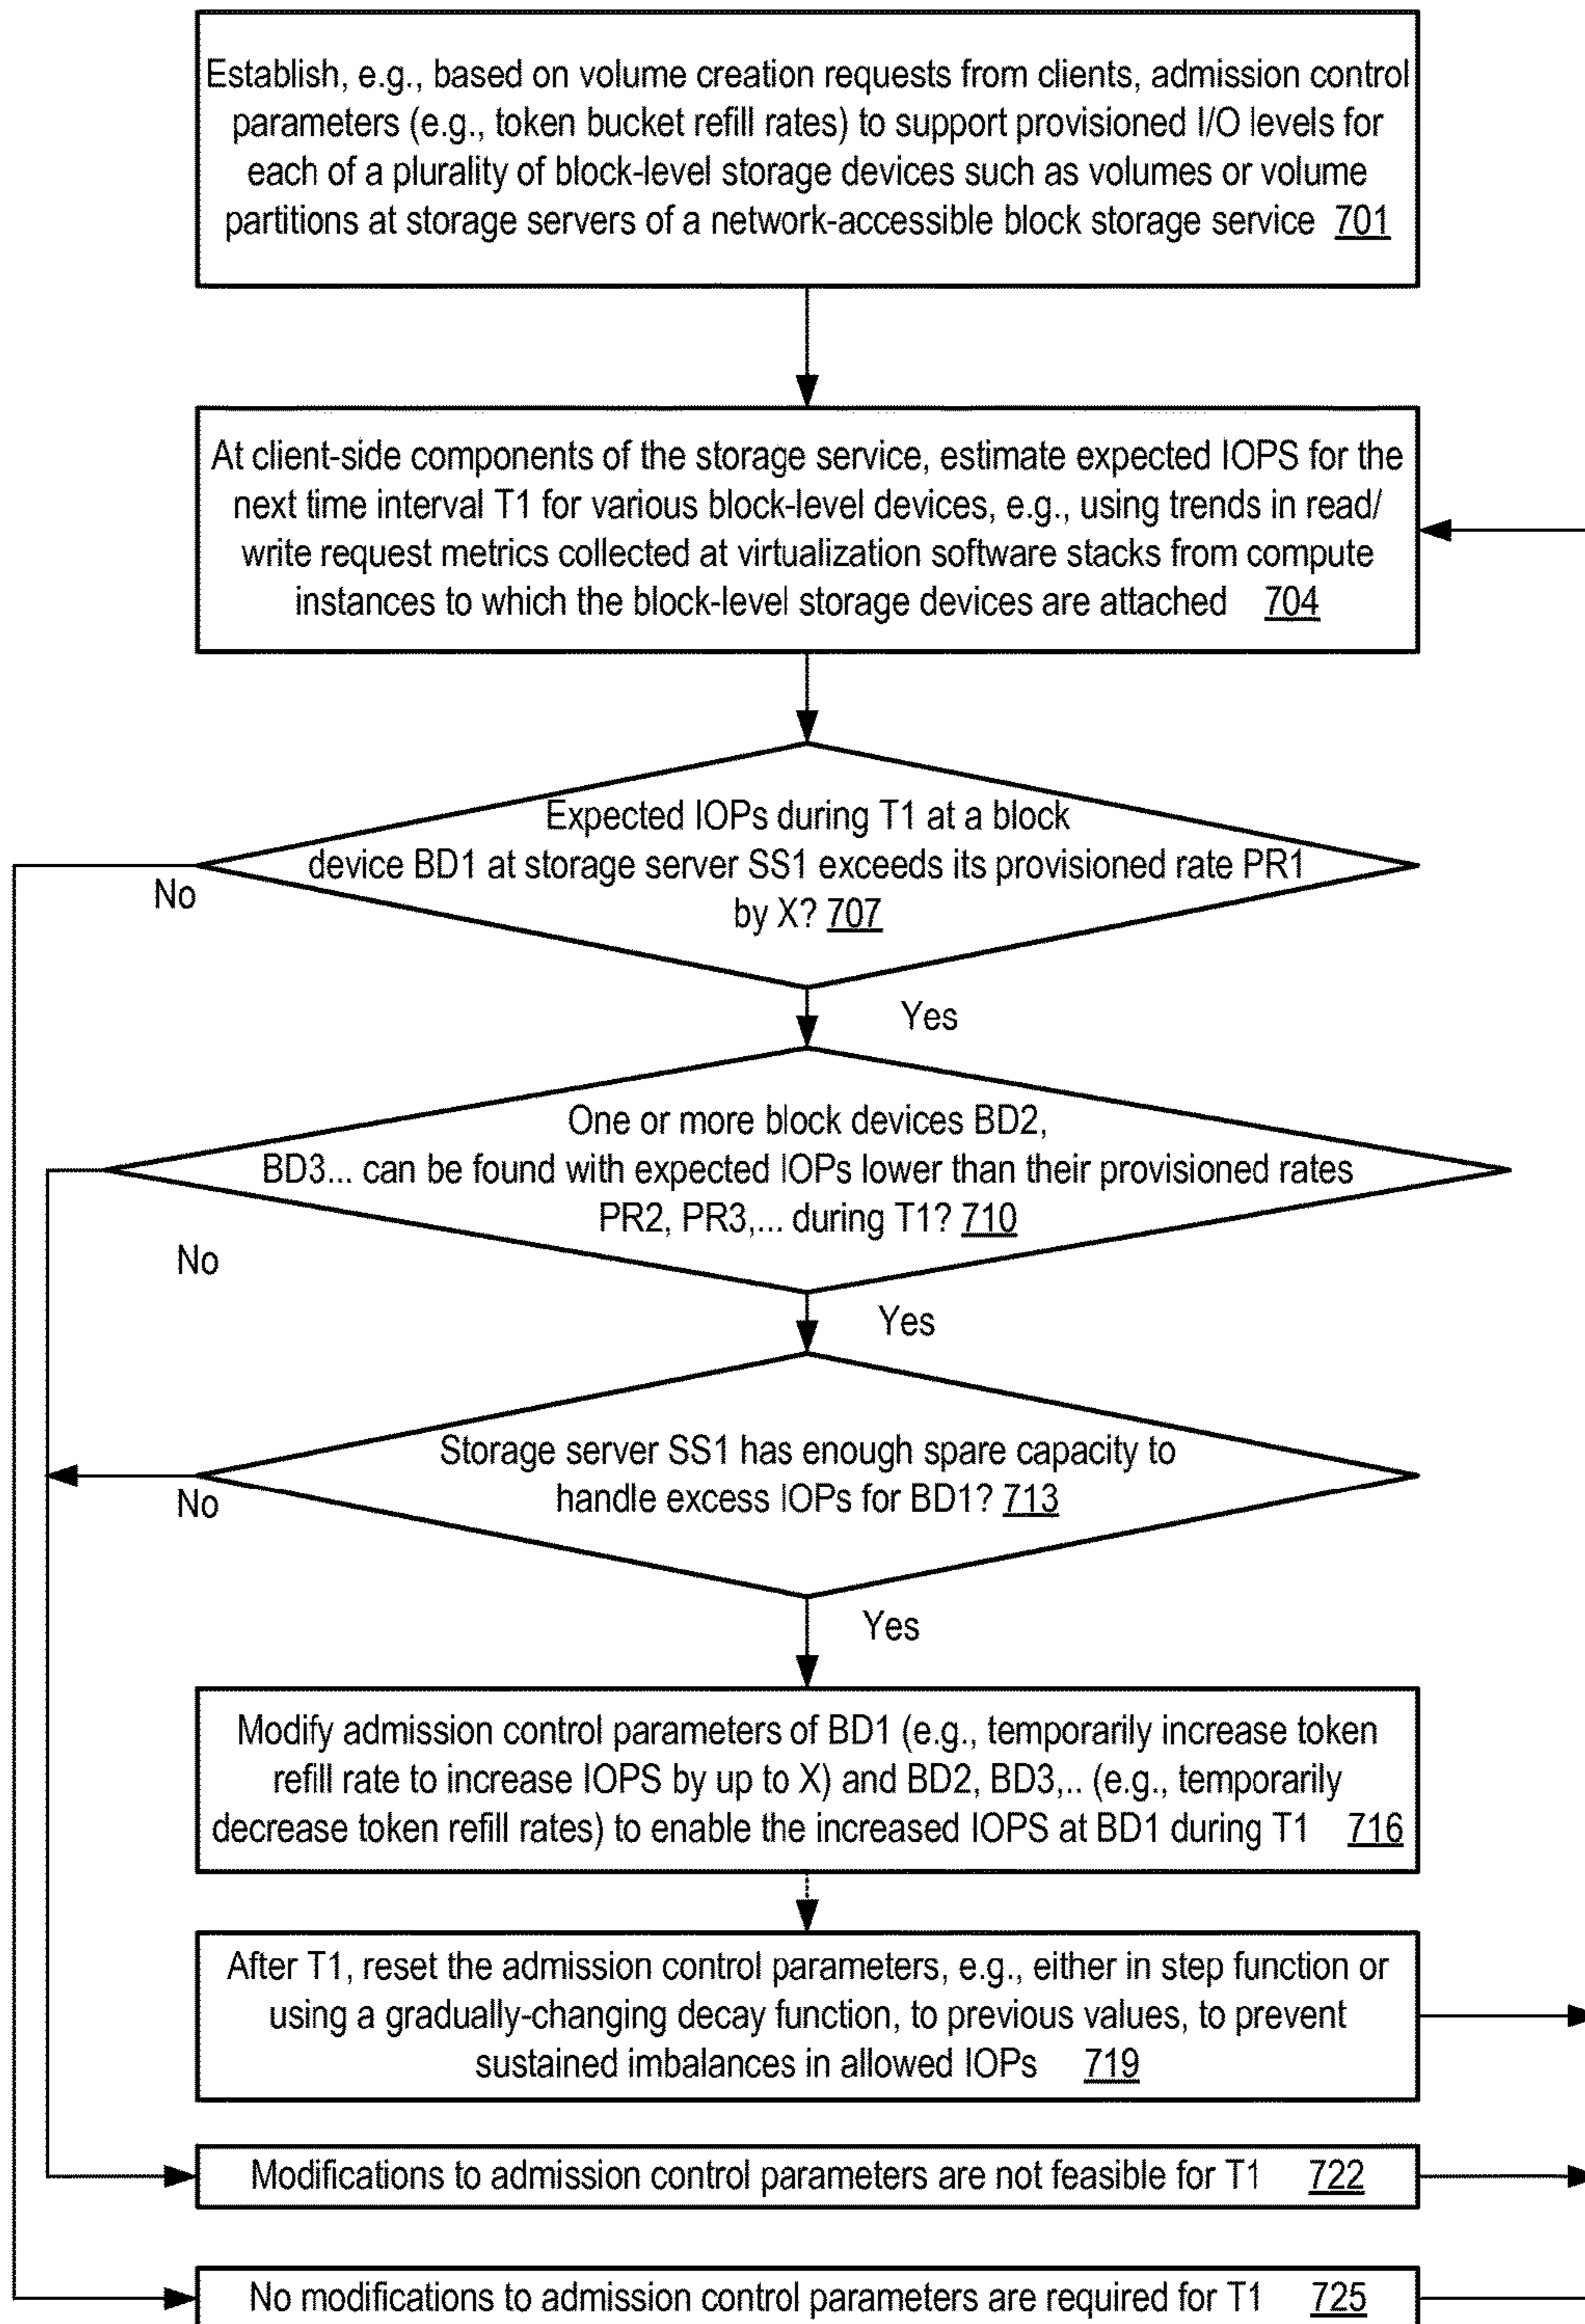 Establish, e.g., based on volume creation requests from clients, admission control
parameters (e.g., token bucket refill rates) to support provisioned I/O levels for
each of a plurality of block-level storage devices such as volumes or volume
partitions at storage servers of a network-accessible block storage service 701
At client-side components of the storage service, estimate expected IOPS for the
next time interval T1 for various block-level devices, e.g., using trends in read/
write request metrics collected at virtualization software stacks from compute
instances to which the block-level storage devices are attached 704
Expected IOPs during T1 at a block
device BD1 at storage server SS1 exceeds its provisioned rate PR1
by X? 707
No
Yes
One or more block devices BD2,
BD3... can be found with expected IOPs lower than their provisioned rates
PR2, PR3,... during T1? 710
No
Yes
Storage server SS1 has enough spare capacity to
handle excess IOPs for BD1? 713
No
Yes
Modify admission control parameters of BD1 (e.g., temporarily increase token
refill rate to increase IOPS by up to X) and BD2, BD3,.. (e.g., temporarily
decrease token refill rates) to enable the increased IOPS at BD1 during T1 716
After T1, reset the admission control parameters, e.g., either in step function or
using a gradually-changing decay function, to previous values, to prevent
sustained imbalances in allowed IOPs 719
Modifications to admission control parameters are not feasible for T1 722
No modifications to admission control parameters are required for T1 725